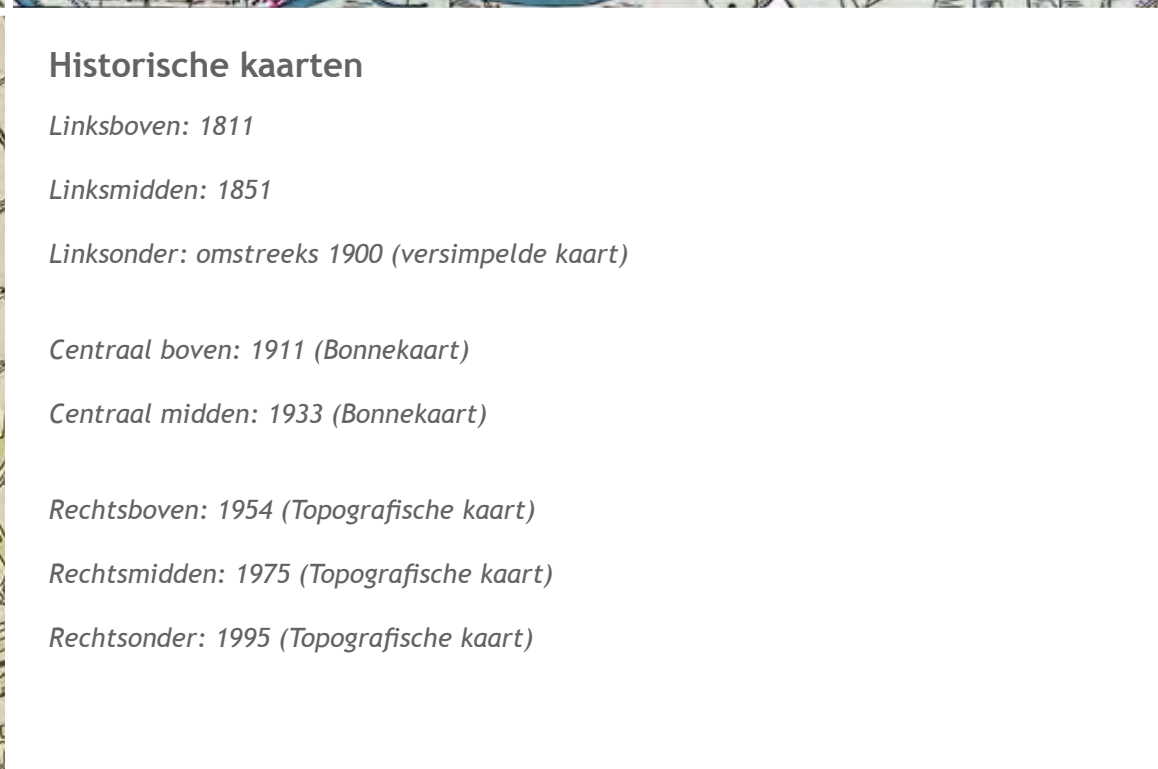 Historische kaarten
Linksboven: 1811
Linksmidden: 1851
Linksonder: omstreeks 1900 (versimpelde kaart)
Centraal boven: 1911 (Bonnekaart)
Centraal midden: 1933 (Bonnekaart)
Rechtsboven: 1954 (Topografische kaart)
Rechtsmidden: 1975 (Topografische kaart)
Rechtsonder: 1995 (Topografische kaart)